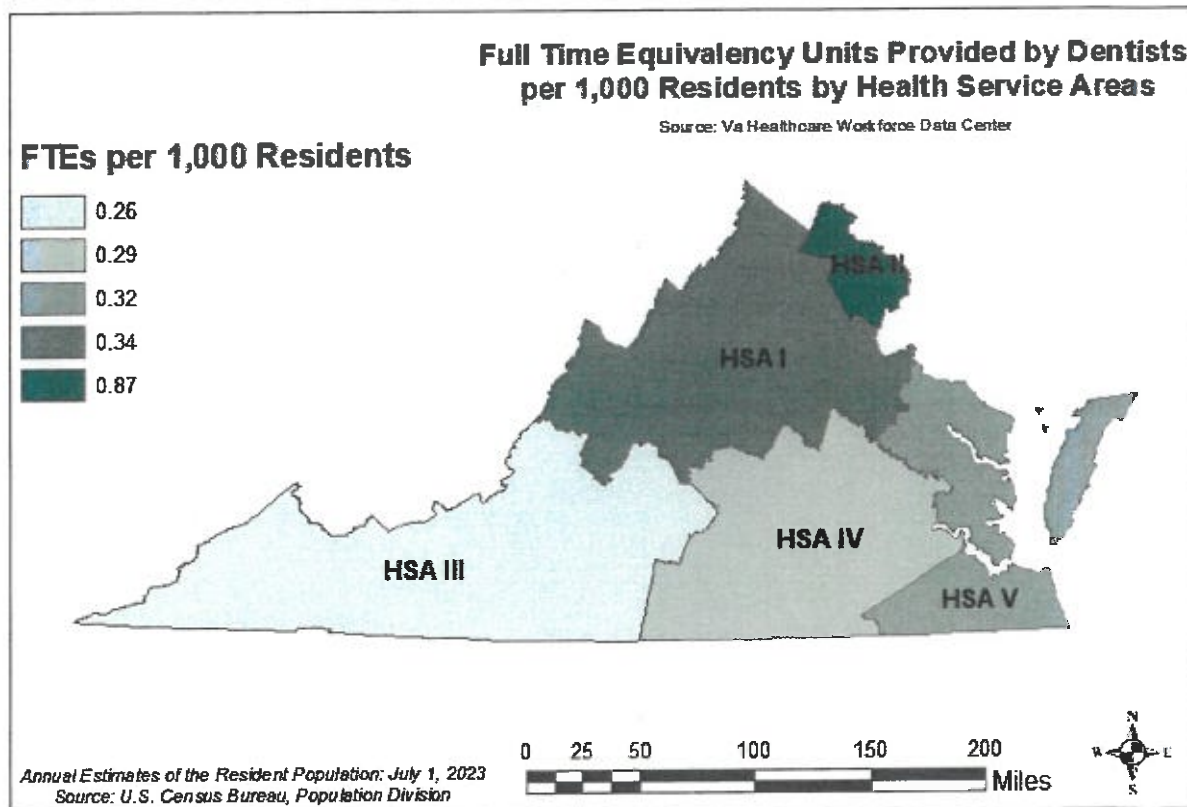 Full Time Equivalency Units Provided by Dentists
per 1,000 Residents by Health Service Areas
Source: Va Healthcare Workforce Data Center
FTEs per 1,000 Residents
0.26
0.29
0.32
0.34
0.87
HSA II
HSA I
HSA IV
HSA III
HSA V
N
W E
S
0 25 50 100 150 200
Miles
Annual Estimates of the Resident Population: July 1, 2023
Source: U.S. Census Bureau, Population Division